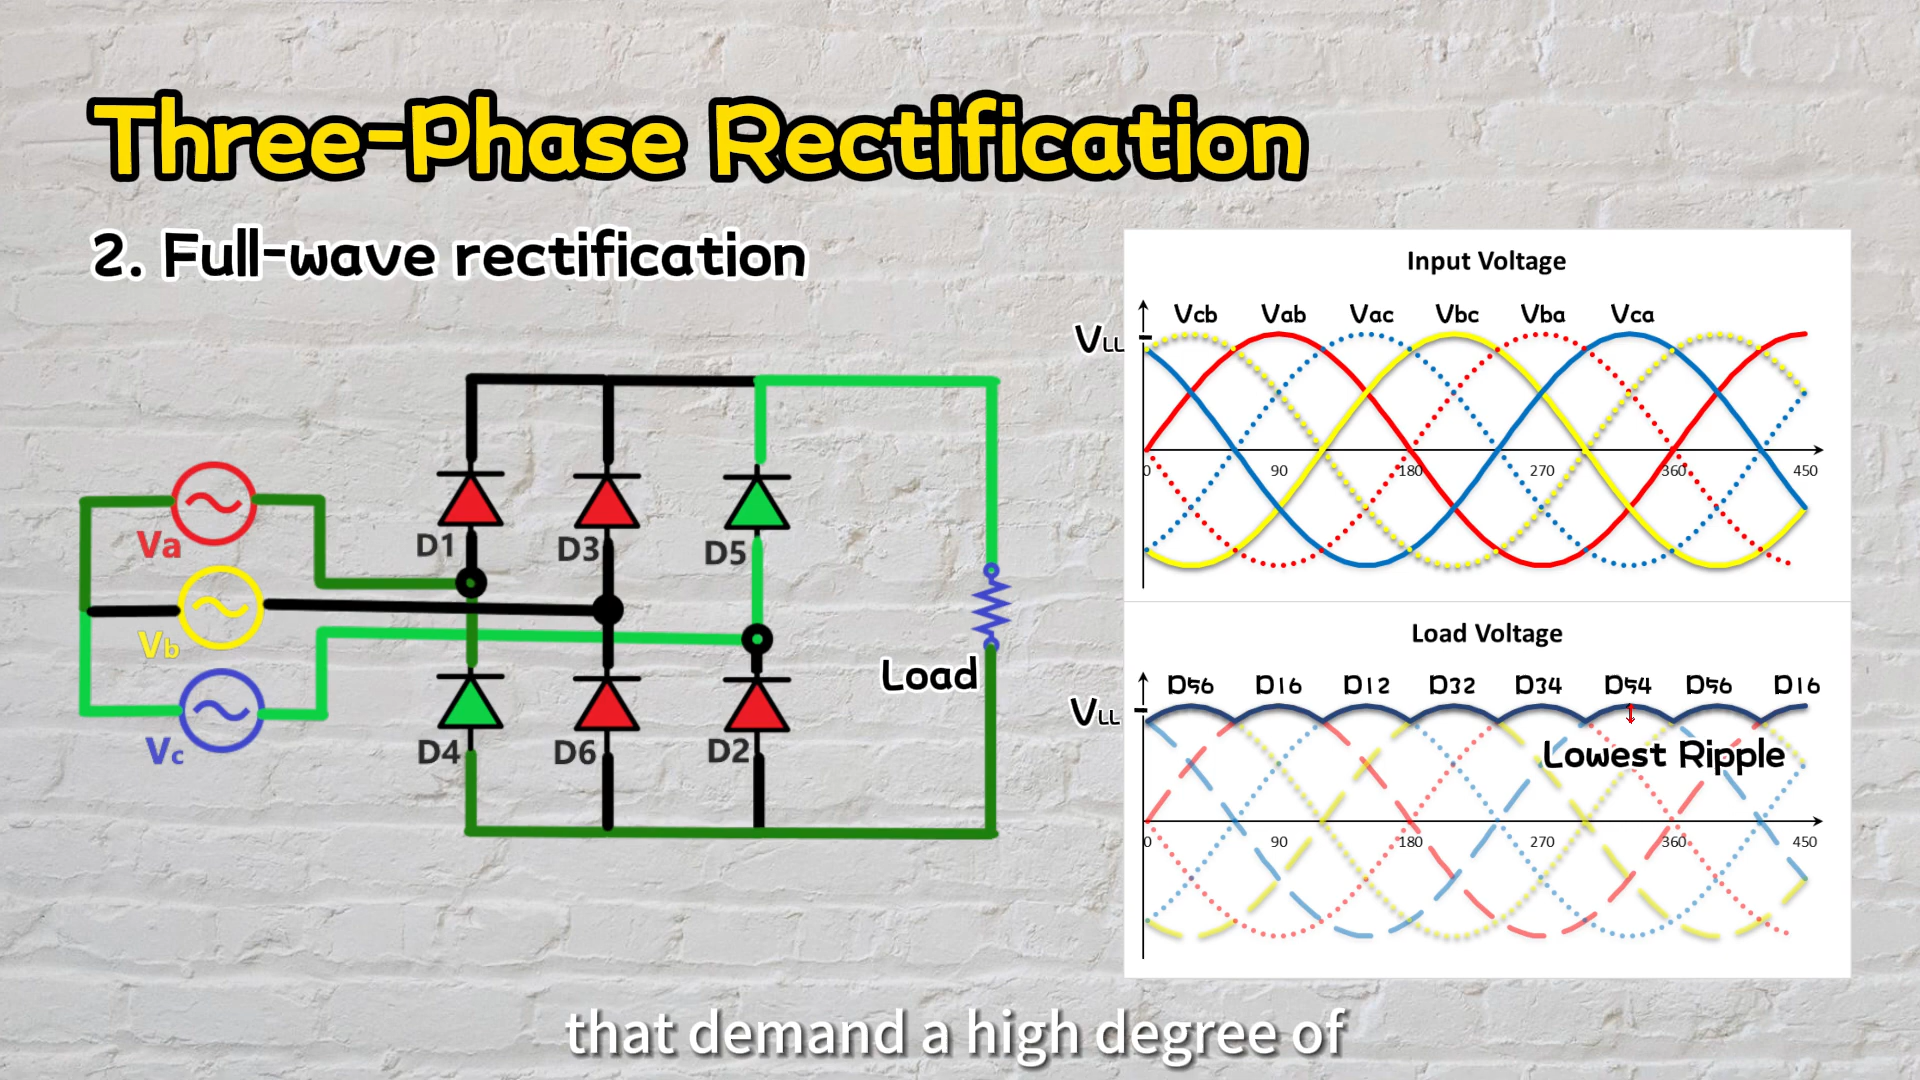 Three-Phase Rectification
2. Full-wave rectification
Input Voltage
Vcb Vab Vac Vbc Vba Vca
VLL
0 90 180 270 360 450
Va
Vb
Vc
D1 D3 D5
D4 D6 D2
Load
Load Voltage
D56 D16 D12 D32 D34 D54 D56 D16
VLL
Lowest Ripple
0 90 180 270 360 450
that demand a high degree of